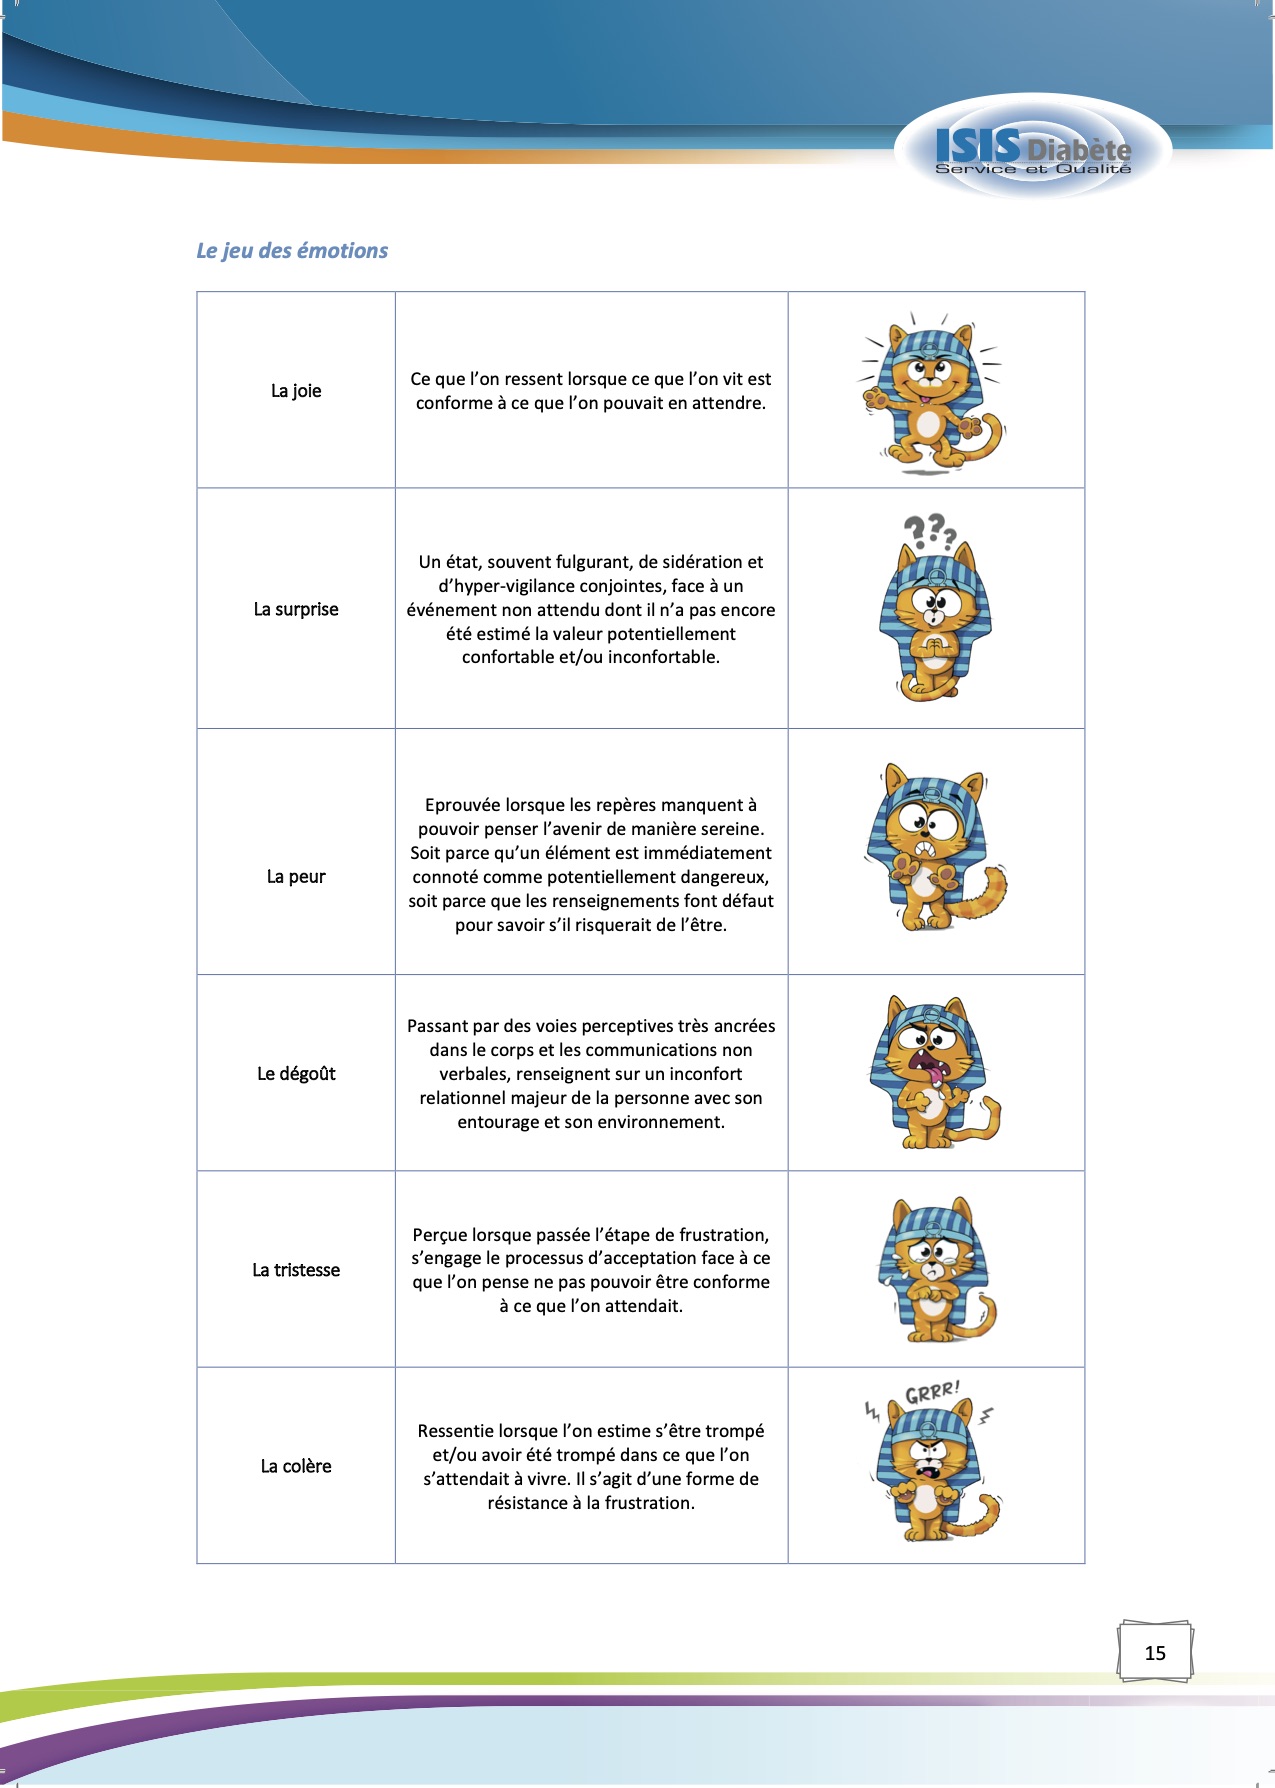 ISIS Diabète
Service et Qualité
Le jeu des émotions
La joie
Ce que l’on ressent lorsque ce que l’on vit est
conforme à ce que l’on pouvait en attendre.
???
La surprise
Un état, souvent fulgurant, de sidération et
d’hyper-vigilance conjointes, face à un
événement non attendu dont il n’a pas encore
été estimé la valeur potentiellement
confortable et/ou inconfortable.
La peur
Eprouvée lorsque les repères manquent à
pouvoir penser l’avenir de manière sereine.
Soit parce qu’un élément est immédiatement
connoté comme potentiellement dangereux,
soit parce que les renseignements font défaut
pour savoir s’il risquerait de l’être.
Le dégoût
Passant par des voies perceptives très ancrées
dans le corps et les communications non
verbales, renseignent sur un inconfort
relationnel majeur de la personne avec son
entourage et son environnement.
La tristesse
Perçue lorsque passée l’étape de frustration,
s’engage le processus d’acceptation face à ce
que l’on pense ne pas pouvoir être conforme
à ce que l’on attendait.
La colère
Ressentie lorsque l’on estime s’être trompé
et/ou avoir été trompé dans ce que l’on
s’attendait à vivre. Il s’agit d’une forme de
résistance à la frustration.
GRRR!
15